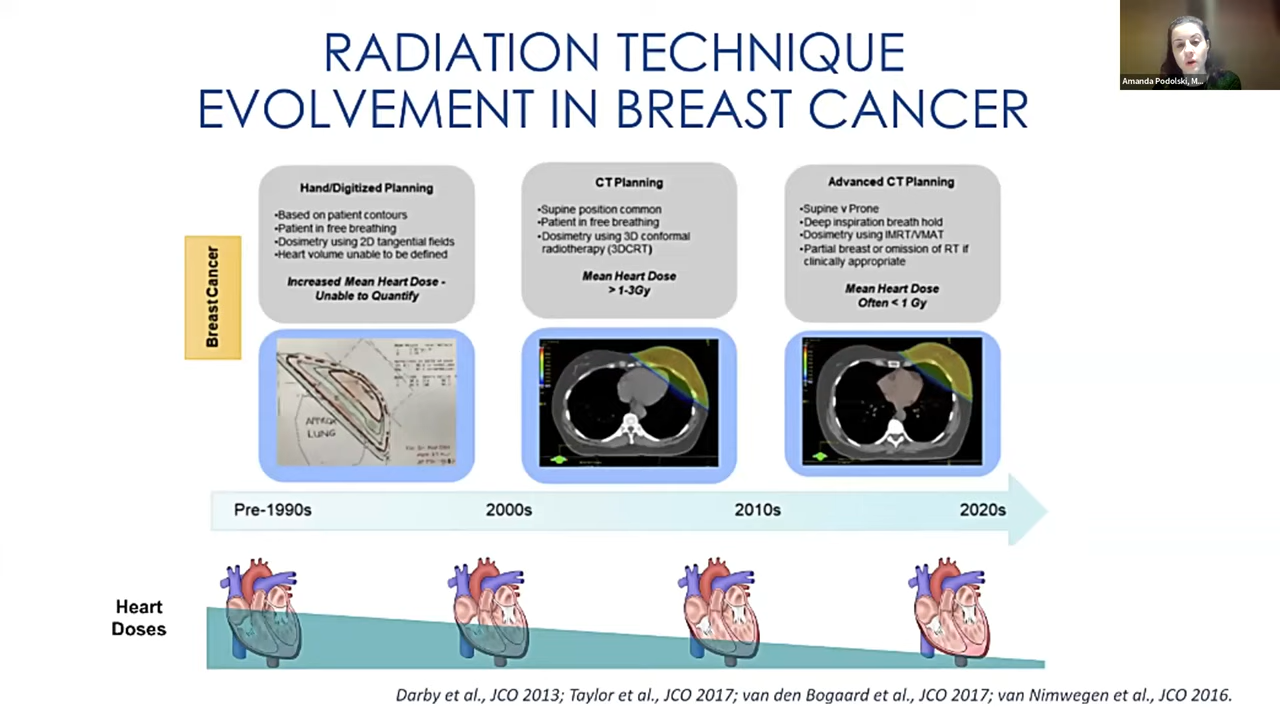 RADIATION TECHNIQUE
EVOLVEMENT IN BREAST CANCER
Amanda Podolski, M...
Breast Cancer
Hand/Digitized Planning
•Based on patient contours
•Patient in free breathing
•Dosimetry using 2D tangential fields
•Heart volume unable to be defined
Increased Mean Heart Dose -
Unable to Quantify
CT Planning
•Supine position common
•Patient in free breathing
•Dosimetry using 3D conformal
radiotherapy (3DCRT)
Mean Heart Dose
> 1-3Gy
Advanced CT Planning
•Supine v Prone
•Deep inspiration breath hold
•Dosimetry using IMRT/VMAT
•Partial breast or omission of RT if
clinically appropriate
Mean Heart Dose
Often < 1 Gy
APPROX
LUNG
Pre-1990s
2000s
2010s
2020s
Heart
Doses
Darby et al., JCO 2013; Taylor et al., JCO 2017; van den Bogaard et al., JCO 2017; van Nimwegen et al., JCO 2016.